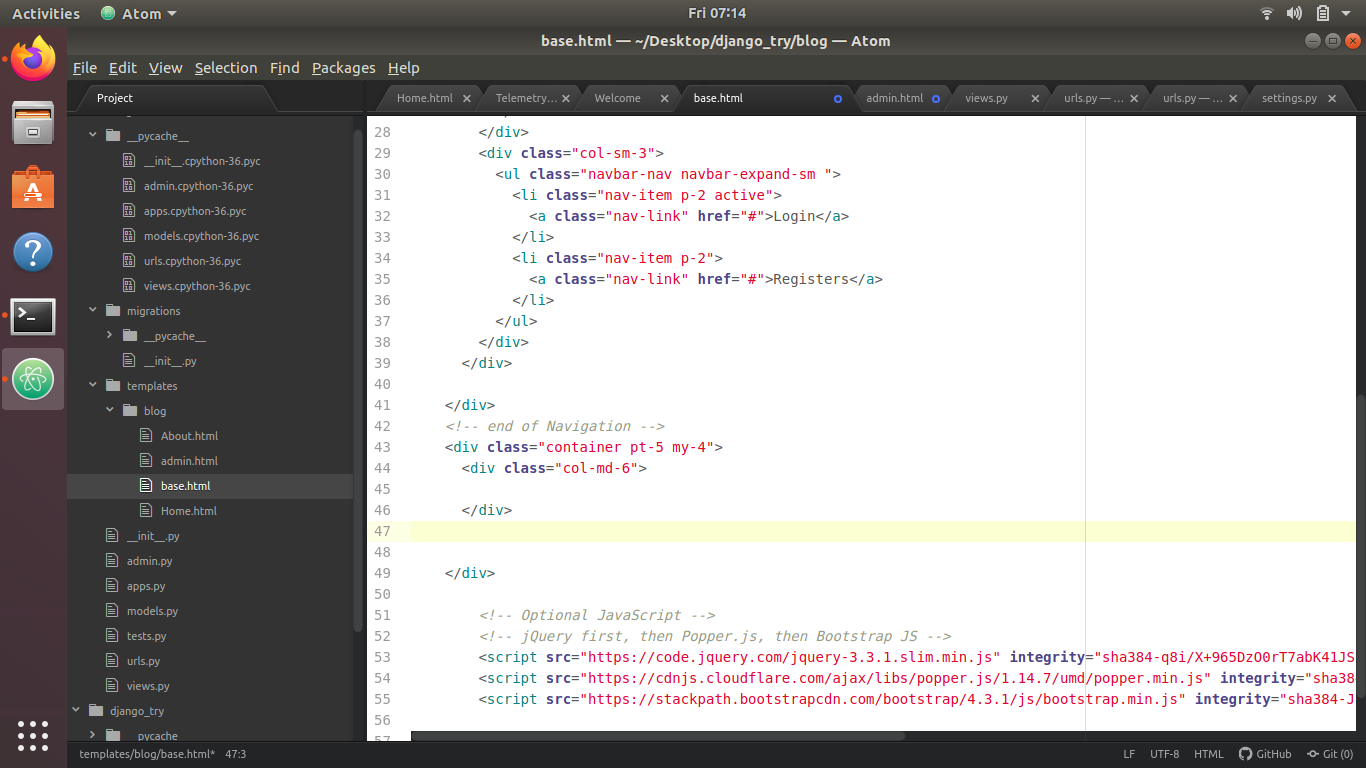 Activities Atom Fri 07:14
base.html — ~/Desktop/django_try/blog — Atom
File Edit View Selection Find Packages Help
Project
Home.html Telemetry... Welcome base.html admin.html views.py urls.py — ... urls.py — ... settings.py
__pycache__
__init__.cpython-36.pyc
admin.cpython-36.pyc
apps.cpython-36.pyc
models.cpython-36.pyc
urls.cpython-36.pyc
views.cpython-36.pyc
migrations
__pycache__
__init__.py
templates
blog
About.html
admin.html
base.html
Home.html
__init__.py
admin.py
apps.py
models.py
tests.py
urls.py
views.py
django_try
__pycache__
28 </div>
29 <div class="col-sm-3">
30 <ul class="navbar-nav navbar-expand-sm ">
31 <li class="nav-item p-2 active">
32 <a class="nav-link" href="#">Login</a>
33 </li>
34 <li class="nav-item p-2">
35 <a class="nav-link" href="#">Registers</a>
36 </li>
37 </ul>
38 </div>
39 </div>
40
41 </div>
42 <!-- end of Navigation -->
43 <div class="container pt-5 my-4">
44 <div class="col-md-6">
45
46 </div>
47
48
49 </div>
50
51 <!-- Optional JavaScript -->
52 <!-- jQuery first, then Popper.js, then Bootstrap JS -->
53 <script src="https://code.jquery.com/jquery-3.3.1.slim.min.js" integrity="sha384-q8i/X+965DzO0rT7abK41JS
54 <script src="https://cdnjs.cloudflare.com/ajax/libs/popper.js/1.14.7/umd/popper.min.js" integrity="sha38
55 <script src="https://stackpath.bootstrapcdn.com/bootstrap/4.3.1/js/bootstrap.min.js" integrity="sha384-J
56
57
templates/blog/base.html* 47:3 LF UTF-8 HTML GitHub Git (0)